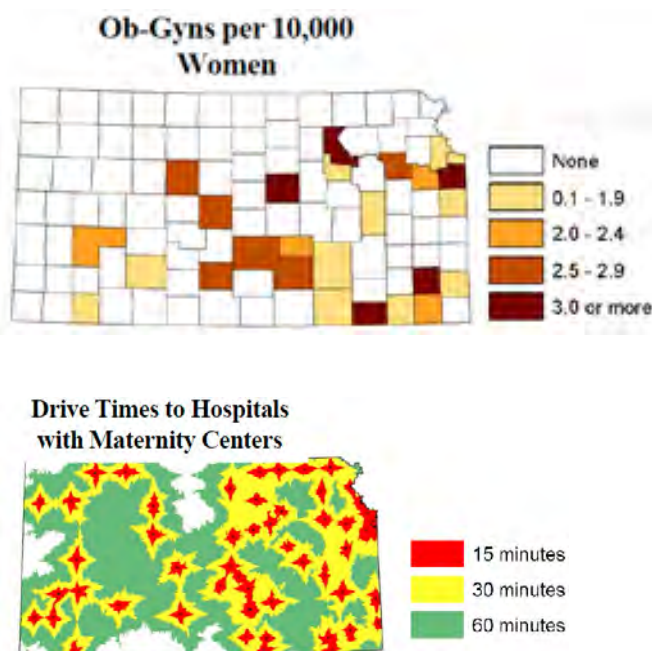 Ob-Gyns per 10,000
Women
None
0.1 - 1.9
2.0 - 2.4
2.5 - 2.9
3.0 or more
Drive Times to Hospitals
with Maternity Centers
15 minutes
30 minutes
60 minutes